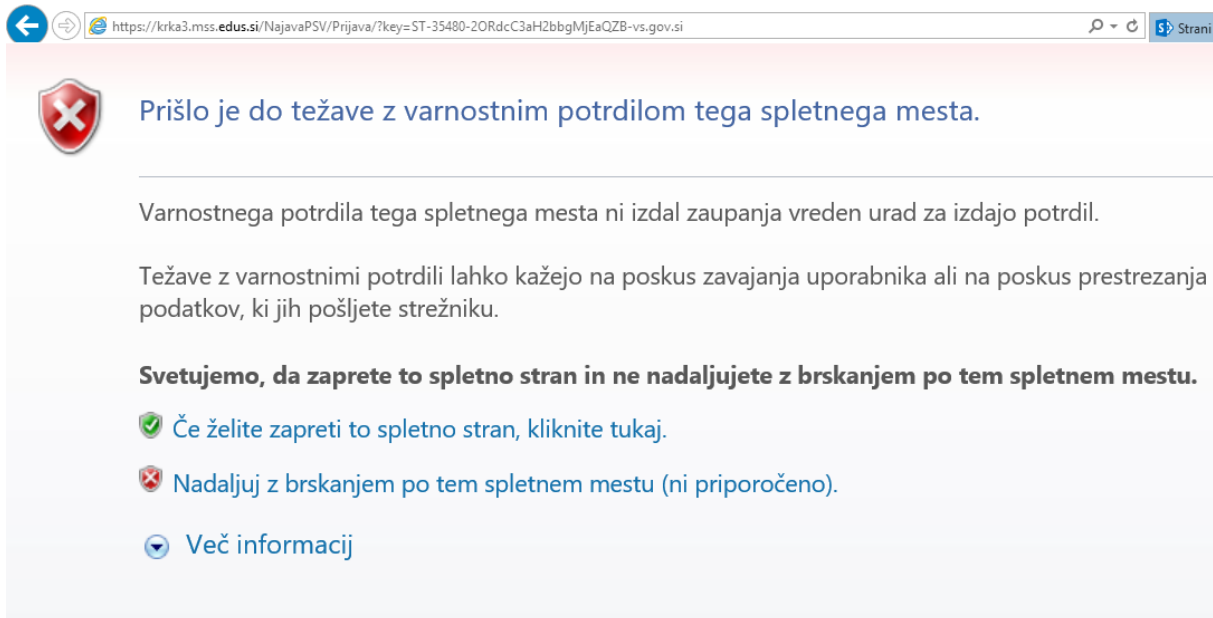 https://krka3.mss.edus.si/NajavaPSV/Prijava/?key=ST-35480-2ORdcC3aH2bbgMjEaQZB-vs.gov.si
Strani
Prišlo je do težave z varnostnim potrdilom tega spletnega mesta.
Varnostnega potrdila tega spletnega mesta ni izdal zaupanja vreden urad za izdajo potrdil.
Težave z varnostnimi potrdili lahko kažejo na poskus zavajanja uporabnika ali na poskus prestrezanja
podatkov, ki jih pošljete strežniku.
Svetujemo, da zaprete to spletno stran in ne nadaljujete z brskanjem po tem spletnem mestu.
Če želite zapreti to spletno stran, kliknite tukaj.
Nadaljuj z brskanjem po tem spletnem mestu (ni priporočeno).
Več informacij